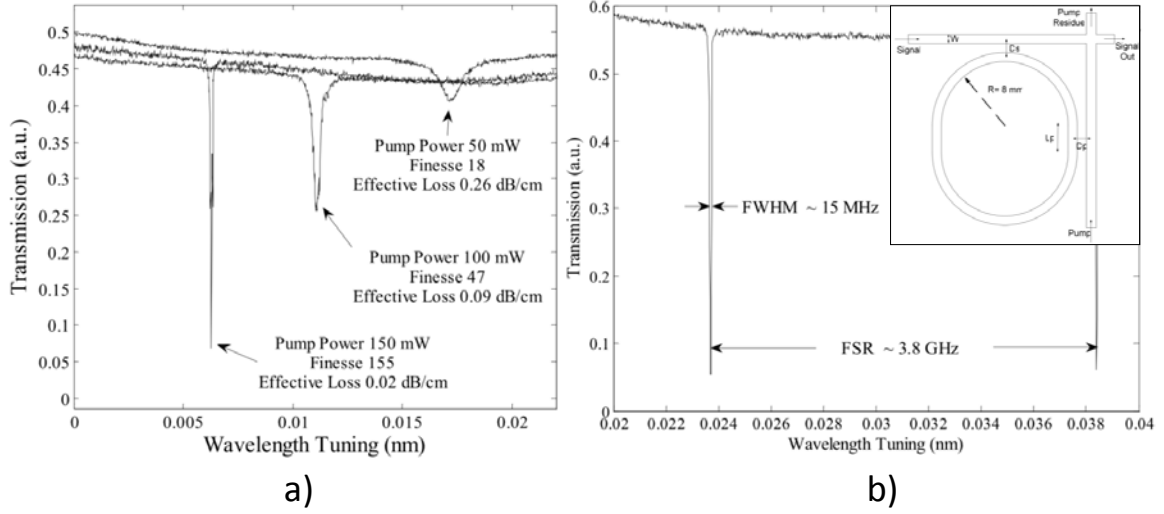 0.5
0.45
0.4
0.35
0.3
0.25
0.2
0.15
0.1
0.05
0
Transmission (a.u.)
Pump Power 50 mW
Finesse 18
Effective Loss 0.26 dB/cm
Pump Power 100 mW
Finesse 47
Effective Loss 0.09 dB/cm
Pump Power 150 mW
Finesse 155
Effective Loss 0.02 dB/cm
0 0.005 0.01 0.015 0.02
Wavelength Tuning (nm)
a)
0.6
0.5
0.4
0.3
0.2
0.1
0
Transmission (a.u.)
FWHM ~ 15 MHz
FSR ~ 3.8 GHz
Pump
Residue
Signal
W
Cs
Signal
Out
R= 8 mm
Lp
Cp
Pump
0.02 0.022 0.024 0.026 0.028 0.03 0.032 0.034 0.036 0.038 0.04
Wavelength Tuning (nm)
b)